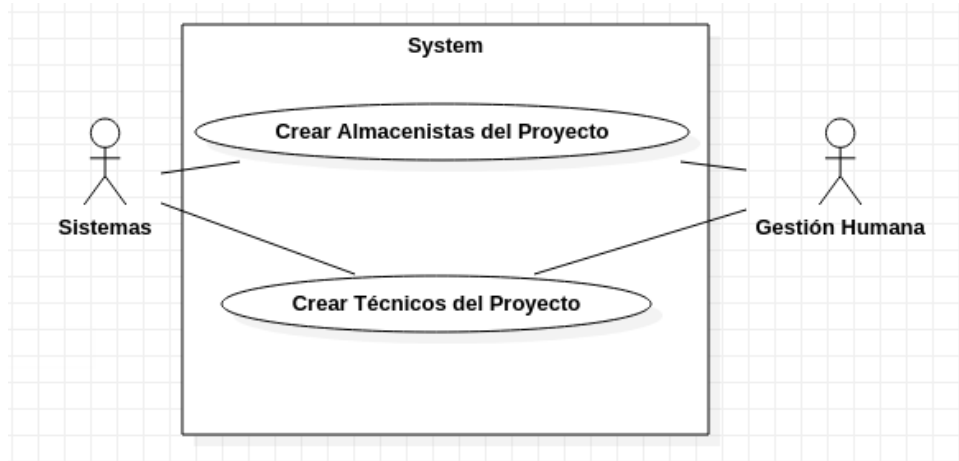 System
Crear Almacenistas del Proyecto
Sistemas
Gestión Humana
Crear Técnicos del Proyecto